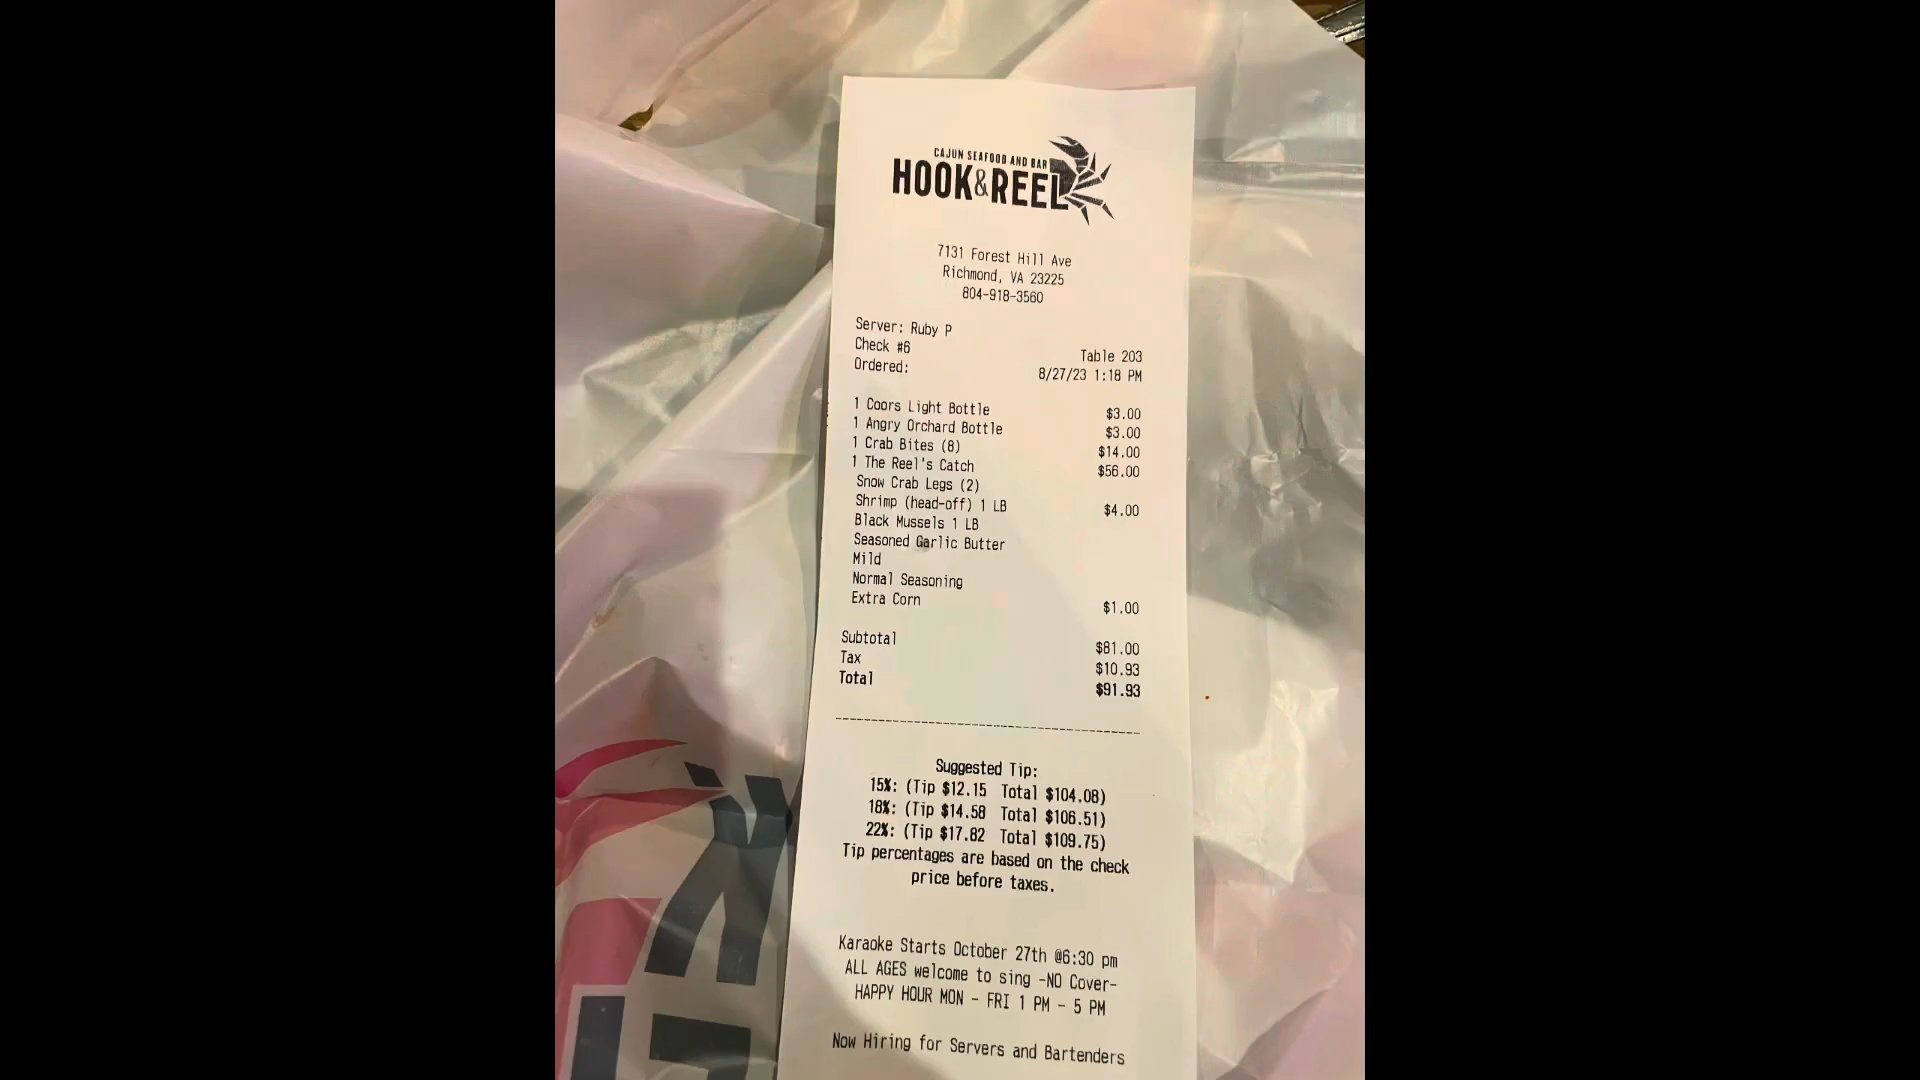 CAJUN SEAFOOD AND BAR
HOOK&REEL
7131 Forest Hill Ave
Richmond, VA 23225
804-918-3560
Server: Ruby P
Check #6 Table 203
Ordered: 8/27/23 1:18 PM
1 Coors Light Bottle $3.00
1 Angry Orchard Bottle $3.00
1 Crab Bites (8) $14.00
1 The Reel's Catch $56.00
Snow Crab Legs (2)
Shrimp (head-off) 1 LB $4.00
Black Mussels 1 LB
Seasoned Garlic Butter
Mild
Normal Seasoning
Extra Corn $1.00
Subtotal $81.00
Tax $10.93
Total $91.93
Suggested Tip:
15%: (Tip $12.15 Total $104.08)
18%: (Tip $14.58 Total $106.51)
22%: (Tip $17.82 Total $109.75)
Tip percentages are based on the check
price before taxes.
Karaoke Starts October 27th @6:30 pm
ALL AGES welcome to sing -NO Cover-
HAPPY HOUR MON - FRI 1 PM - 5 PM
Now Hiring for Servers and Bartenders